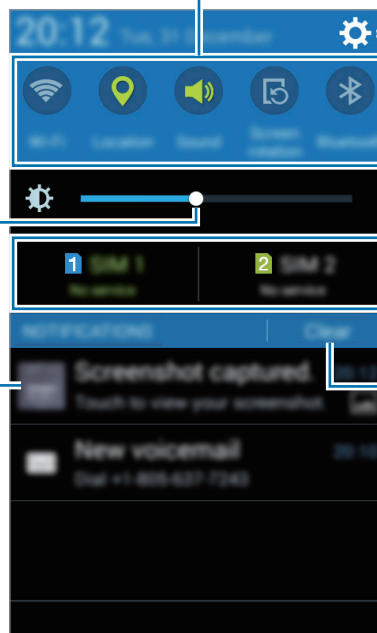 20:12 Tue, 31 December
Wi-Fi Location Sound Screen rotation Bluetooth
1 SIM 1 2 SIM 2
No service No service
NOTIFICATIONS Clear
Screenshot captured. 20:12
Touch to view your screenshot.
New voicemail 20:10
Dial +1-805-637-7243